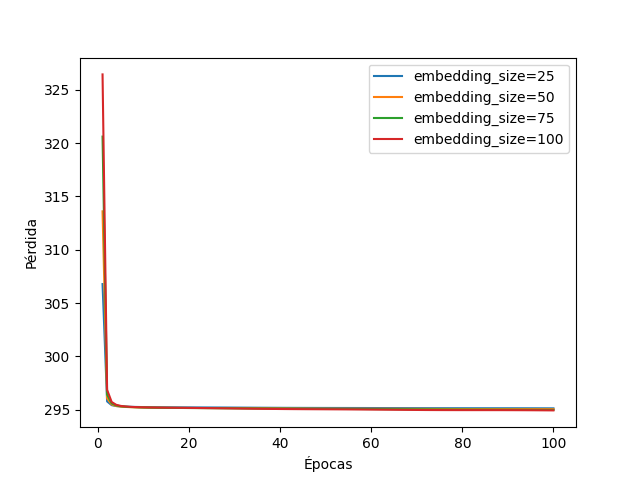 325
320
315
310
305
300
295
Pérdida
0
20
40
60
80
100
Épocas
embedding_size=25
embedding_size=50
embedding_size=75
embedding_size=100